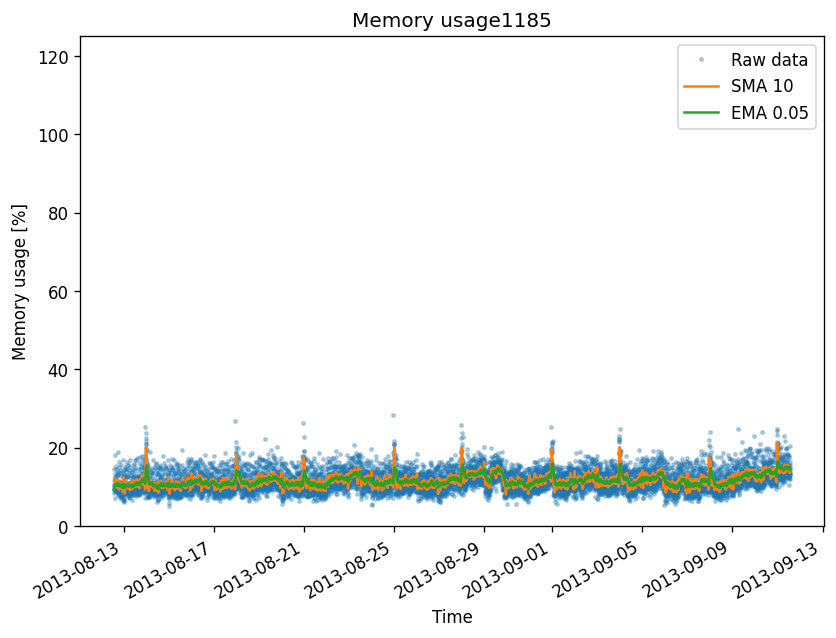 Memory usage1185
Raw data
SMA 10
EMA 0.05
Memory usage [%]
120
100
80
60
40
20
0
2013-08-13
2013-08-17
2013-08-21
2013-08-25
2013-08-29
2013-09-01
2013-09-05
2013-09-09
2013-09-13
Time